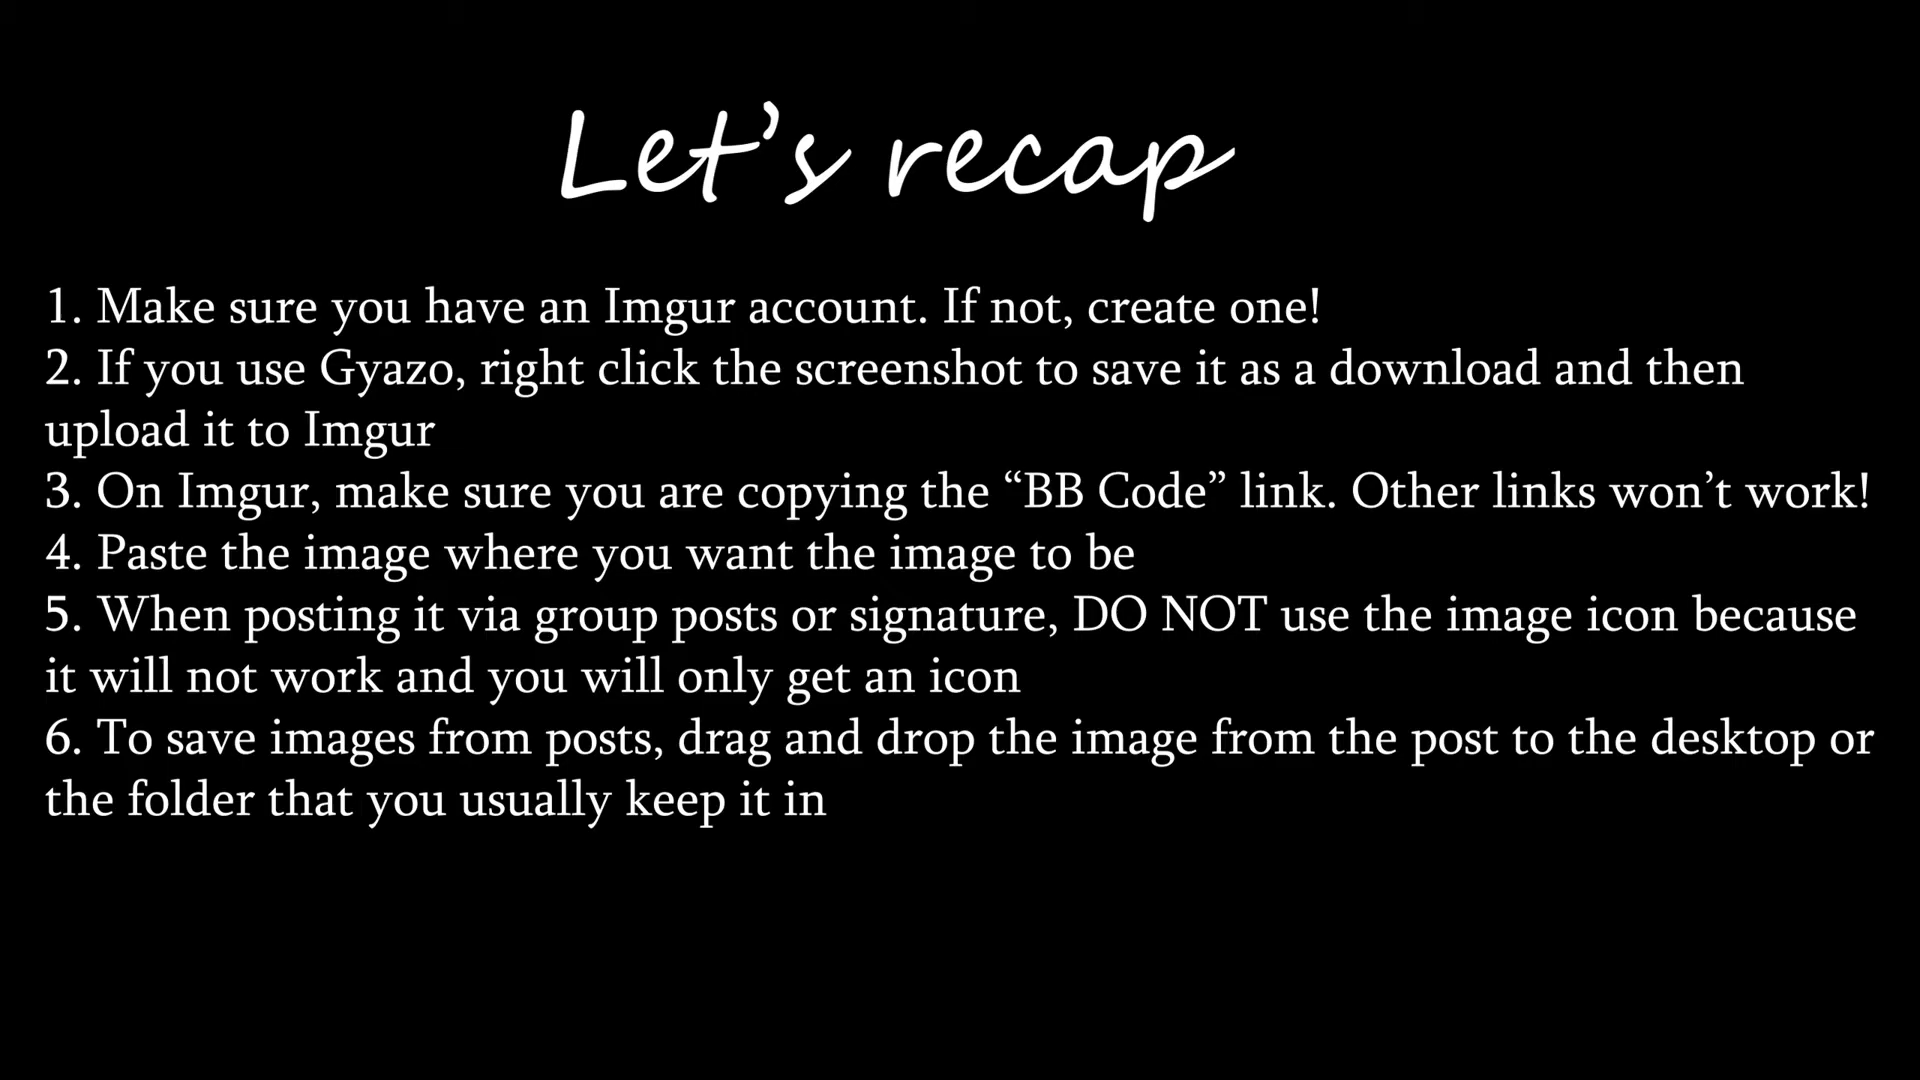 Let’s recap
1. Make sure you have an Imgur account. If not, create one!
2. If you use Gyazo, right click the screenshot to save it as a download and then
upload it to Imgur
3. On Imgur, make sure you are copying the “BB Code” link. Other links won’t work!
4. Paste the image where you want the image to be
5. When posting it via group posts or signature, DO NOT use the image icon because
it will not work and you will only get an icon
6. To save images from posts, drag and drop the image from the post to the desktop or
the folder that you usually keep it in